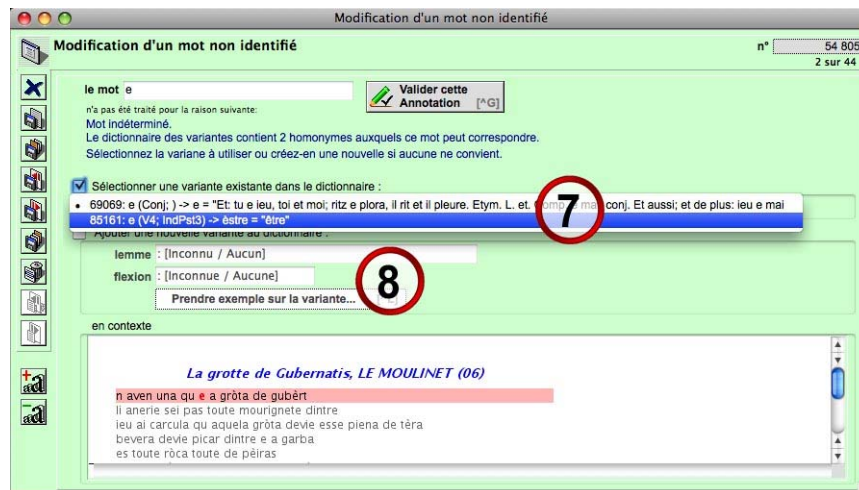 Modification d'un mot non identifié
Modification d'un mot non identifié
n° 54 805
2 sur 44
le mot e
Valider cette Annotation [^G]
n'a pas été traité pour la raison suivante:
Mot indéterminé.
Le dictionnaire des variantes contient 2 homonymes auxquels ce mot peut correspondre.
Sélectionnez la variane à utiliser ou créez-en une nouvelle si aucune ne convient.
Sélectionner une variante existante dans le dictionnaire :
• 69069: e (Conj; ) -> e = "Et: tu e ieu, toi et moi; ritz e plora, il rit et il pleure. Etym. L. et. conj. Et aussi; et de plus: ieu e mai
85161: e (V4; IndPst3) -> èstre = "être"
7
Ajouter une nouvelle variante au dictionnaire :
lemme : [Inconnu / Aucun]
flexion : [Inconnue / Aucune]
8
Prendre exemple sur la variante...
en contexte
La grotte de Gubernatis, LE MOULINET (06)
n aven una qu e a gròta de gubèrt
li anerie sei pas toute mourignete dintre
ieu ai carcula qu aquela gròta devie esse piena de tèra
bevera devie picar dintre e a garba
es toute ròca toute de pèiras